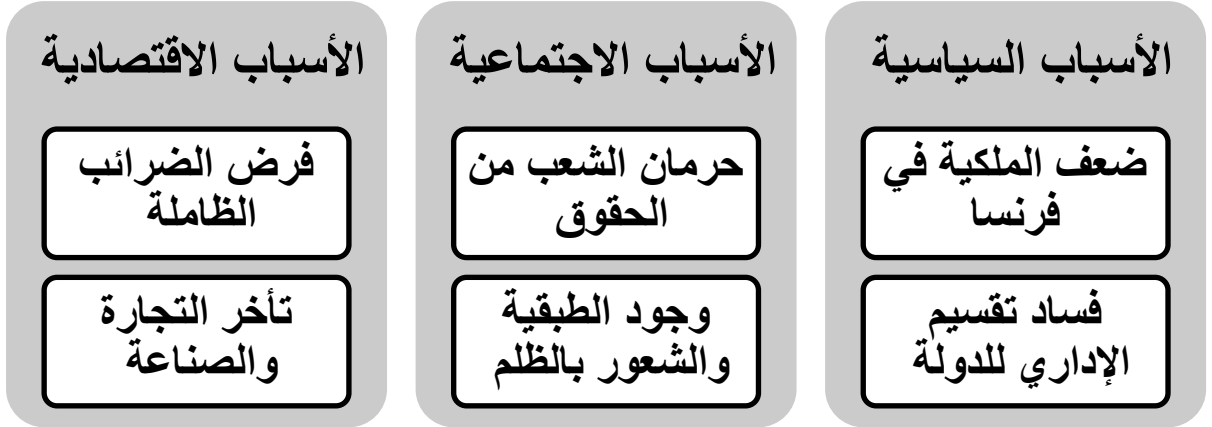 الأسباب السياسية
ضعف الملكية في
فرنسا
فساد تقسيم
الإداري للدولة
الأسباب الاجتماعية
حرمان الشعب من
الحقوق
وجود الطبقية
والشعور بالظلم
الأسباب الاقتصادية
فرض الضرائب
الظاملة
تأخر التجارة
والصناعة